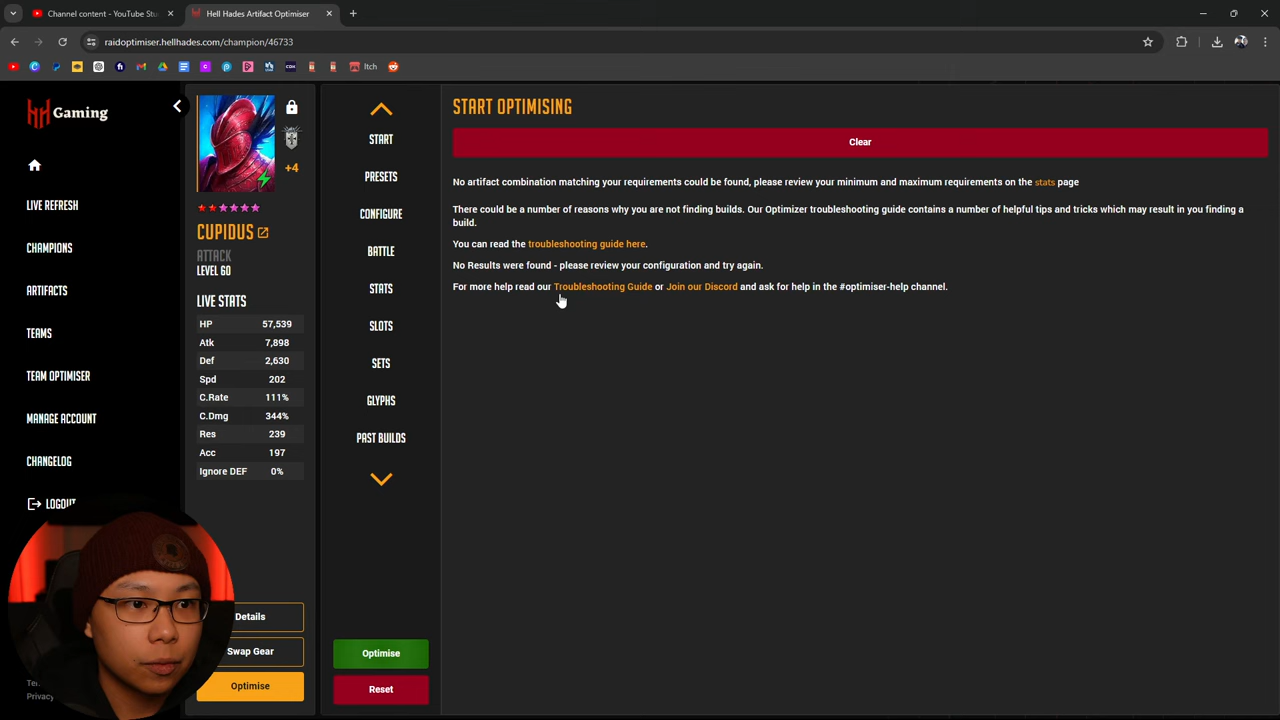 Channel content - YouTube Stu
Hell Hades Artifact Optimiser
raidoptimiser.hellhades.com/champion/46733
Itch
Gaming
LIVE REFRESH
CHAMPIONS
ARTIFACTS
TEAMS
TEAM OPTIMISER
MANAGE ACCOUNT
CHANGELOG
LOGOUT
Privacy
+4
CUPIDUS
ATTACK
LEVEL 60
LIVE STATS
HP 57,539
Atk 7,898
Def 2,630
Spd 202
C.Rate 111%
C.Dmg 344%
Res 239
Acc 197
Ignore DEF 0%
Details
Swap Gear
Optimise
START
PRESETS
CONFIGURE
BATTLE
STATS
SLOTS
SETS
GLYPHS
PAST BUILDS
Optimise
Reset
START OPTIMISING
Clear
No artifact combination matching your requirements could be found, please review your minimum and maximum requirements on the stats page
There could be a number of reasons why you are not finding builds. Our Optimizer troubleshooting guide contains a number of helpful tips and tricks which may result in you finding a
build.
You can read the troubleshooting guide here.
No Results were found - please review your configuration and try again.
For more help read our Troubleshooting Guide or Join our Discord and ask for help in the #optimiser-help channel.